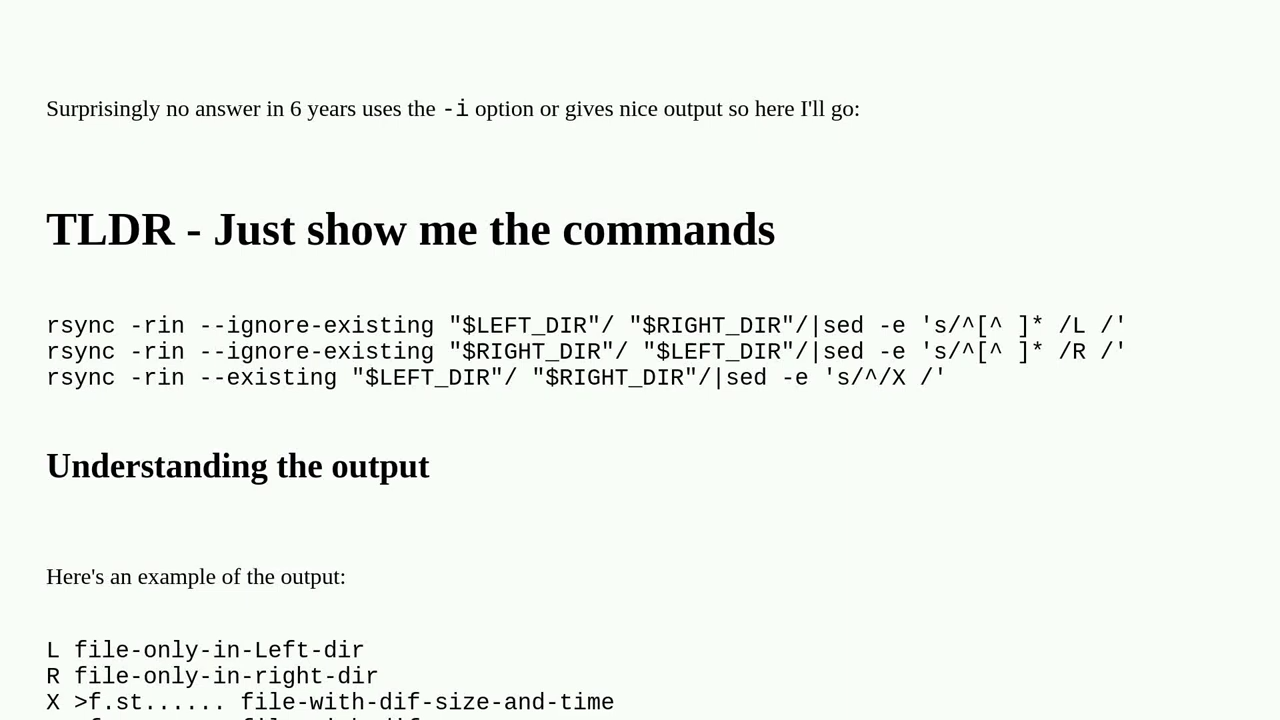 Surprisingly no answer in 6 years uses the -i option or gives nice output so here I'll go:
TLDR - Just show me the commands
rsync -rin --ignore-existing "$LEFT_DIR"/ "$RIGHT_DIR"/|sed -e 's/^[^ ]* /L /'
rsync -rin --ignore-existing "$RIGHT_DIR"/ "$LEFT_DIR"/|sed -e 's/^[^ ]* /R /'
rsync -rin --existing "$LEFT_DIR"/ "$RIGHT_DIR"/|sed -e 's/^/X /'
Understanding the output
Here's an example of the output:
L file-only-in-Left-dir
R file-only-in-right-dir
X >f.st...... file-with-dif-size-and-time